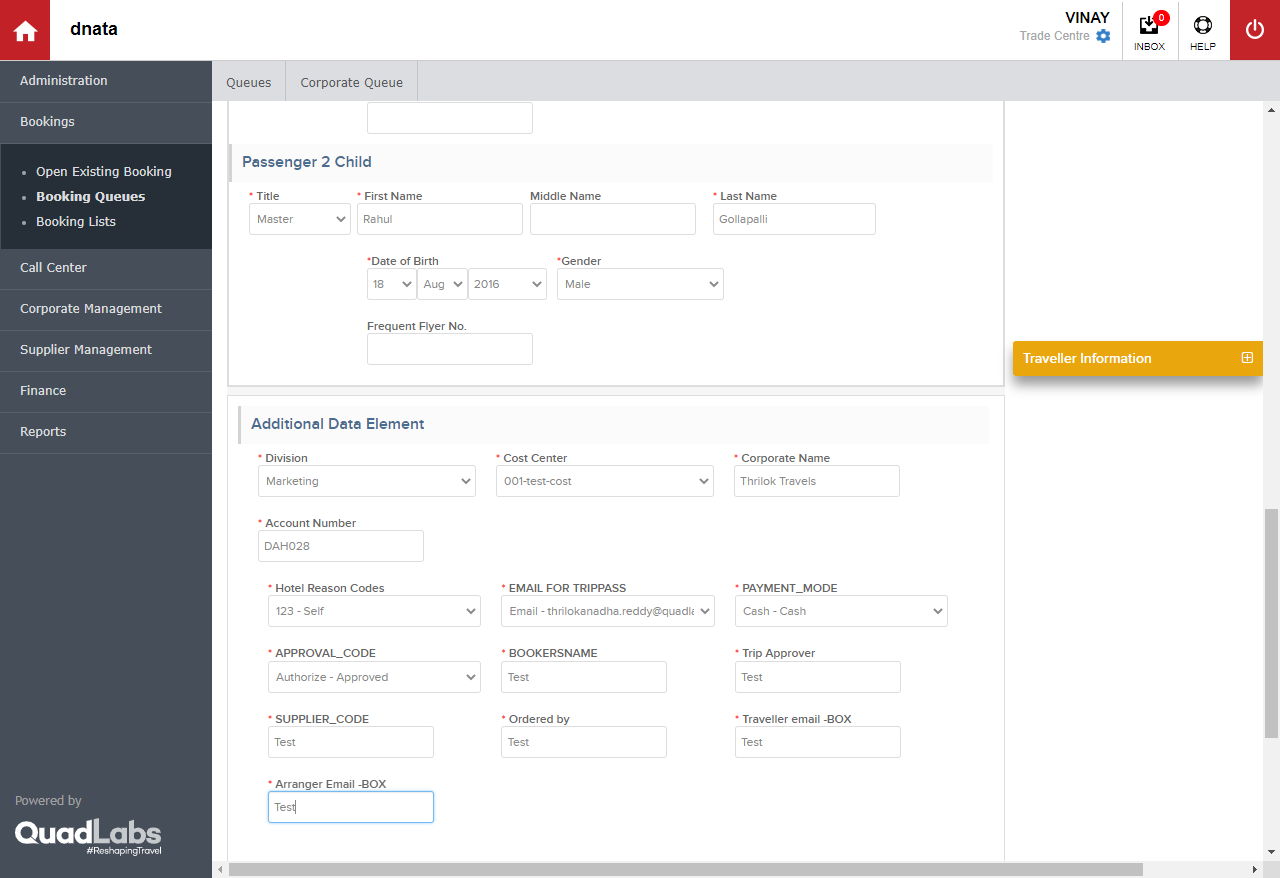 dnata
VINAY
Trade Centre
0
INBOX
HELP
Administration
Bookings
Open Existing Booking
Booking Queues
Booking Lists
Call Center
Corporate Management
Supplier Management
Finance
Reports
Powered by
QuadLabs
#ReshapingTravel
Queues
Corporate Queue
Passenger 2 Child
* Title
* First Name
Middle Name
* Last Name
Master
Rahul
Gollapalli
*Date of Birth
*Gender
18
Aug
2016
Male
Frequent Flyer No.
Traveller Information
Additional Data Element
* Division
* Cost Center
* Corporate Name
Marketing
001-test-cost
Thrilok Travels
* Account Number
DAH028
* Hotel Reason Codes
* EMAIL FOR TRIPPASS
* PAYMENT_MODE
123 - Self
Email - thrilokanadha.reddy@quadla
Cash - Cash
* APPROVAL_CODE
* BOOKERSNAME
* Trip Approver
Authorize - Approved
Test
Test
* SUPPLIER_CODE
* Ordered by
* Traveller email -BOX
Test
Test
Test
* Arranger Email -BOX
Test